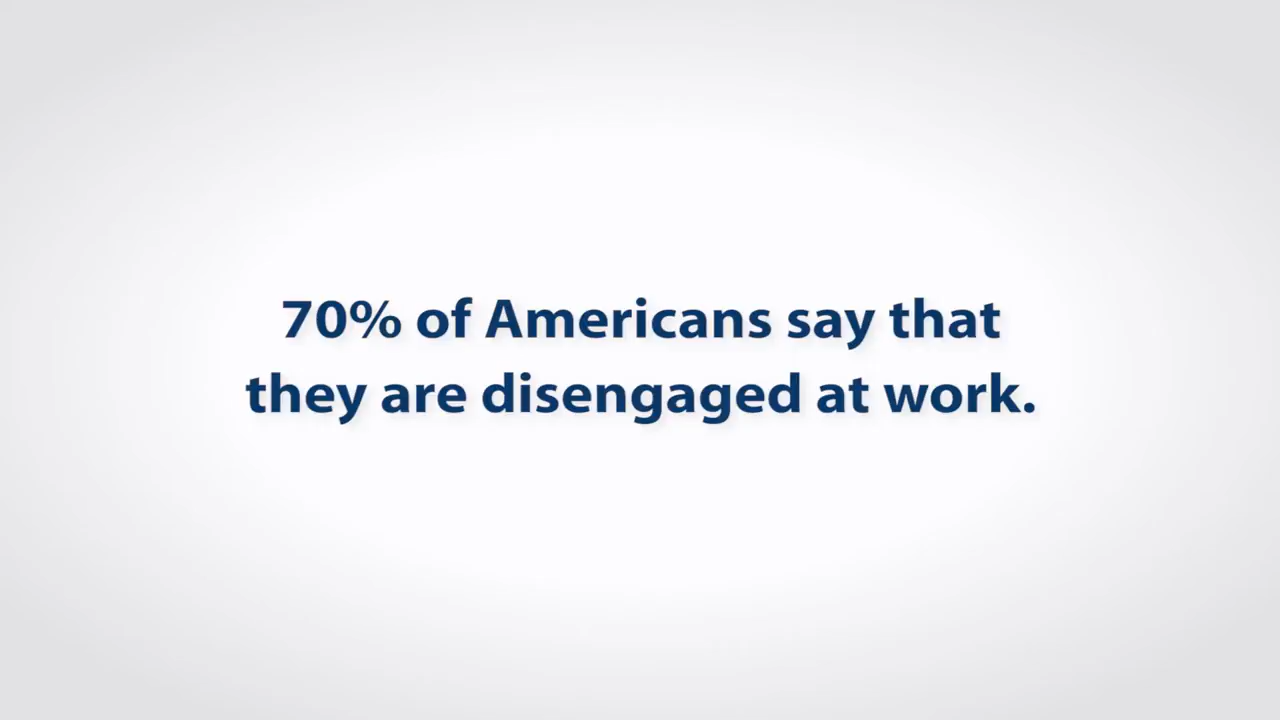 70% of Americans say that
they are disengaged at work.